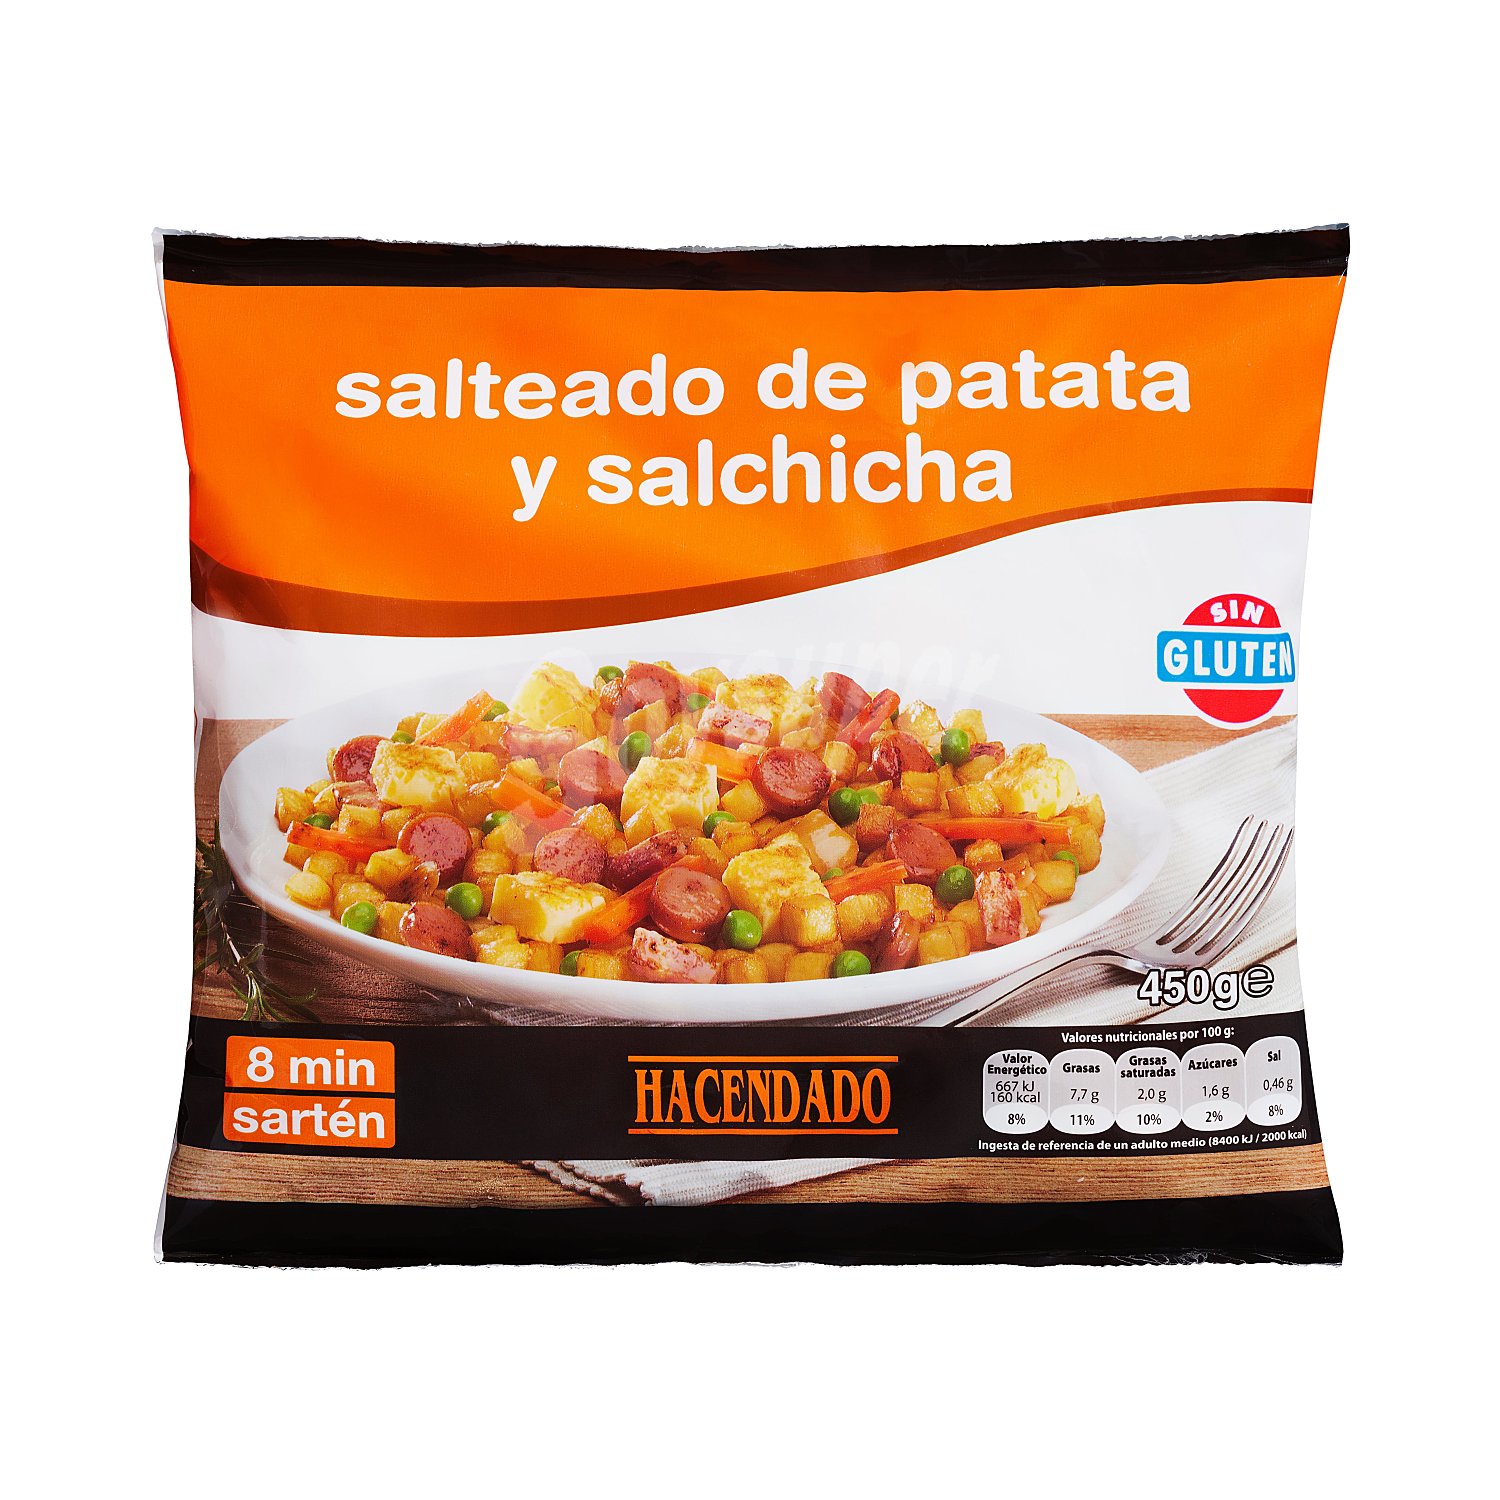 salteado de patata
y salchicha
SIN
GLUTEN
450g℮
8 min
sartén
HACENDADO
Valores nutricionales por 100 g:
Valor Energético 667 kJ 160 kcal 8%
Grasas 7,7 g 11%
Grasas saturadas 2,0 g 10%
Azúcares 1,6 g 2%
Sal 0,46 g 8%
Ingesta de referencia de un adulto medio (8400 kJ / 2000 kcal)